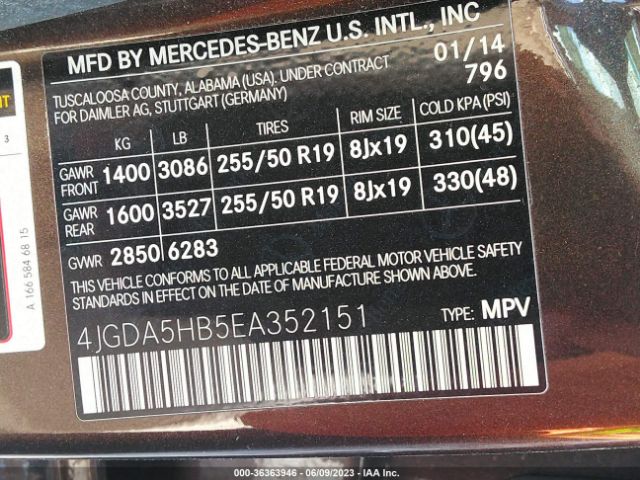 MFD BY MERCEDES-BENZ U.S. INTL., INC
TUSCALOOSA COUNTY, ALABAMA (USA). UNDER CONTRACT 01/14
FOR DAIMLER AG, STUTTGART (GERMANY) 796
KG LB TIRES RIM SIZE COLD KPA (PSI)
GAWR FRONT 1400 3086 255/50 R19 8Jx19 310(45)
GAWR REAR 1600 3527 255/50 R19 8Jx19 330(48)
GVWR 2850 6283
THIS VEHICLE CONFORMS TO ALL APPLICABLE FEDERAL MOTOR VEHICLE SAFETY
STANDARDS IN EFFECT ON THE DATE OF MANUFACTURE SHOWN ABOVE.
4JGDA5HB5EA352151 TYPE: MPV
A 166 584 68 15
3
000-36363946 - 06/09/2023 - IAA Inc.